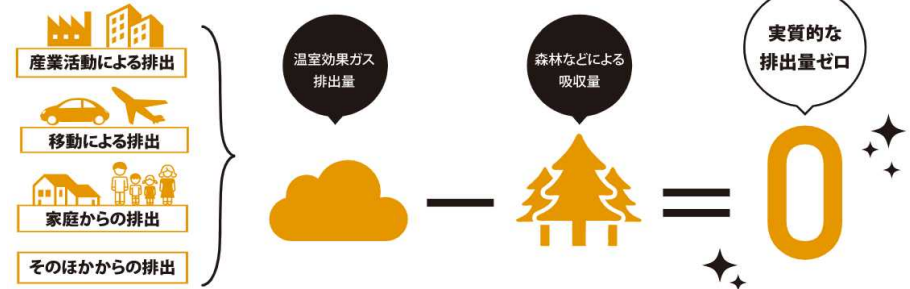 産業活動による排出
移動による排出
家庭からの排出
そのほかからの排出
温室効果ガス
排出量
森林などによる
吸収量
実質的な
排出量ゼロ
0